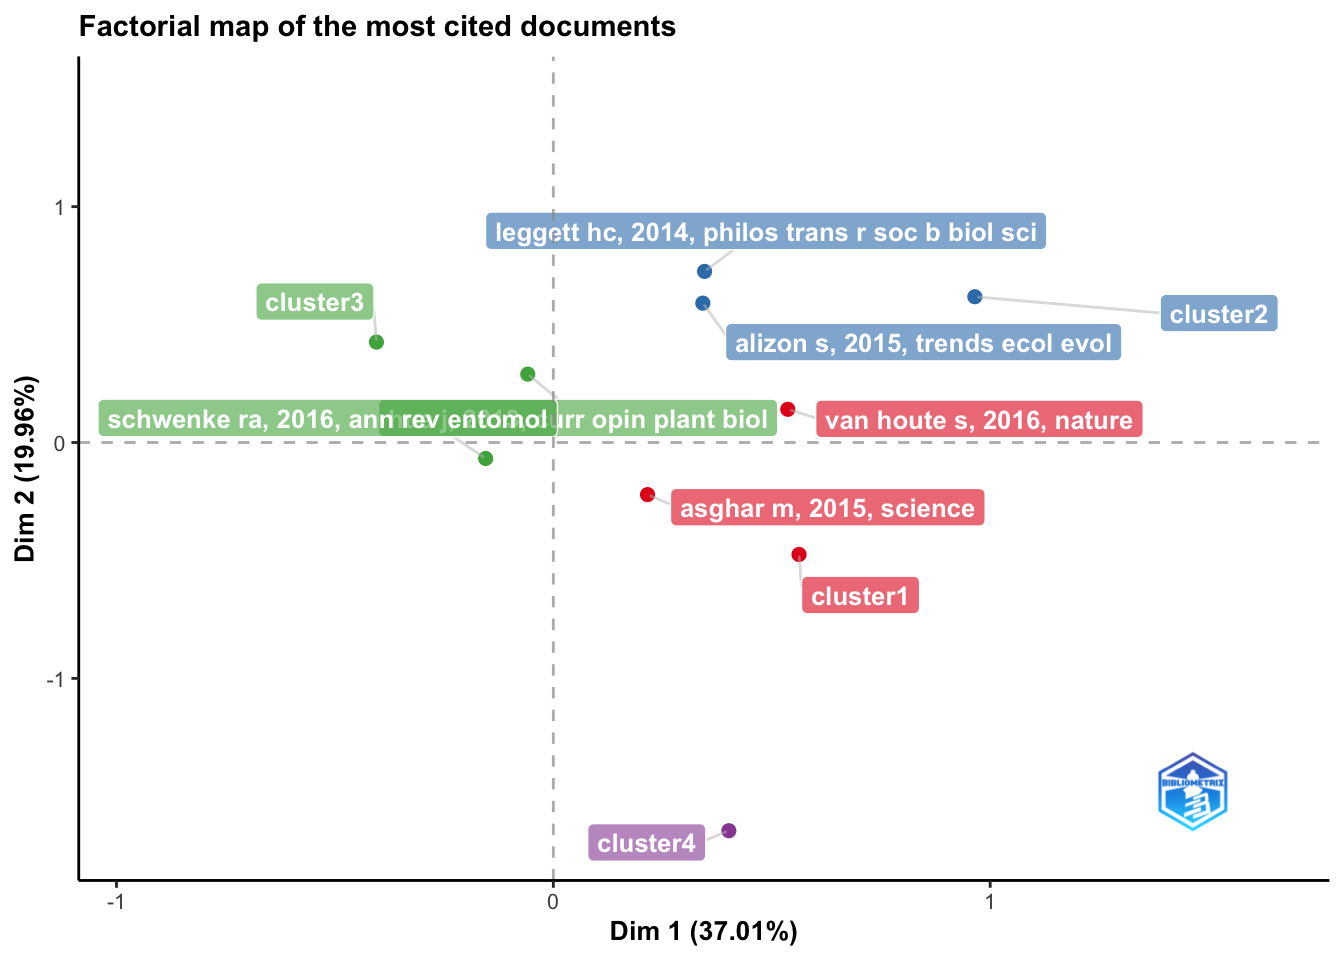 Factorial map of the most cited documents
1
leggett hc, 2014, philos trans r soc b biol sci
cluster3
cluster2
alizon s, 2015, trends ecol evol
schwenke ra, 2016, ann rev entomol
curr opin plant biol
van houte s, 2016, nature
0
asghar m, 2015, science
cluster1
-1
BIBLIOMETRIX
cluster4
-1
0
1
Dim 1 (37.01%)
Dim 2 (19.96%)